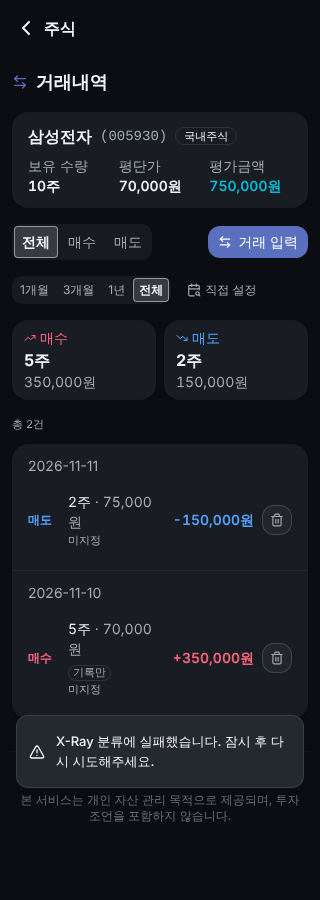 주식
거래내역
삼성전자 (005930) 국내주식
보유 수량 평단가 평가금액
10주 70,000원 750,000원
전체 매수 매도 거래 입력
1개월 3개월 1년 전체 직접 설정
매수 매도
5주 2주
350,000원 150,000원
총 2건
2026-11-11
매도 2주 · 75,000
원 -150,000원
미지정
2026-11-10
매수 5주 · 70,000
원 +350,000원
기록만
미지정
X-Ray 분류에 실패했습니다. 잠시 후 다
시 시도해주세요.
본 서비스는 개인 자산 관리 목적으로 제공되며, 투자
조언을 포함하지 않습니다.